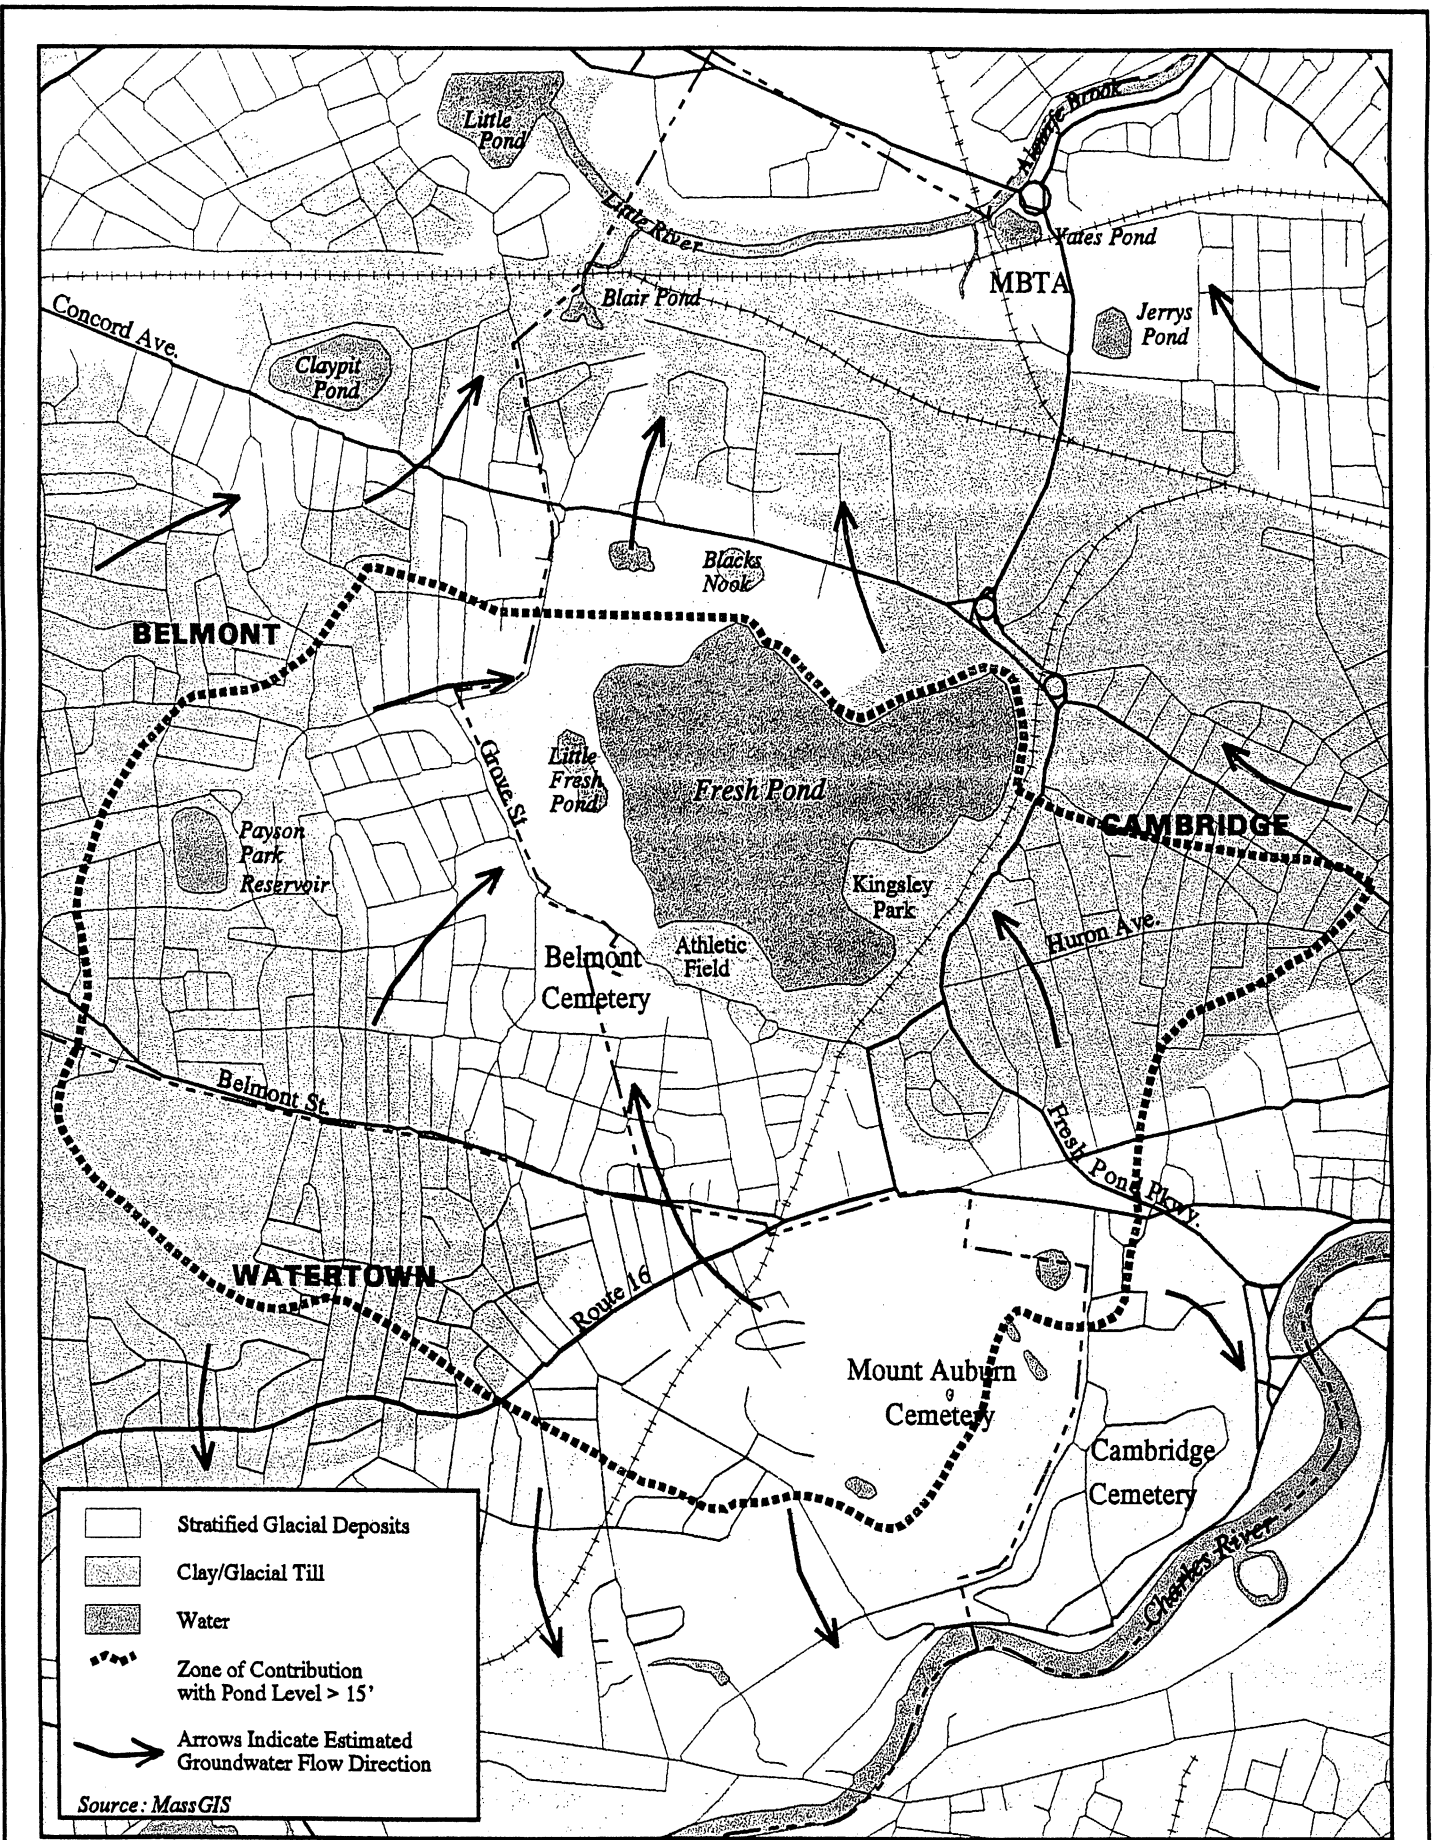 Little
Pond
Alewife Brook
Little River
Yates Pond
MBTA
Blair Pond
Concord Ave.
Jerrys
Pond
Claypit
Pond
Blacks
Nook
BELMONT
Grove St.
Little
Fresh
Pond
Fresh Pond
CAMBRIDGE
Payson
Park
Reservoir
Kingsley
Park
Huron Ave.
Athletic
Field
Belmont
Cemetery
Belmont St.
Fresh Pond Pkwy.
WATERTOWN
Route 16
Mount Auburn
Cemetery
Cambridge
Cemetery
Charles River
Stratified Glacial Deposits
Clay/Glacial Till
Water
Zone of Contribution
with Pond Level > 15'
Arrows Indicate Estimated
Groundwater Flow Direction
Source: MassGIS